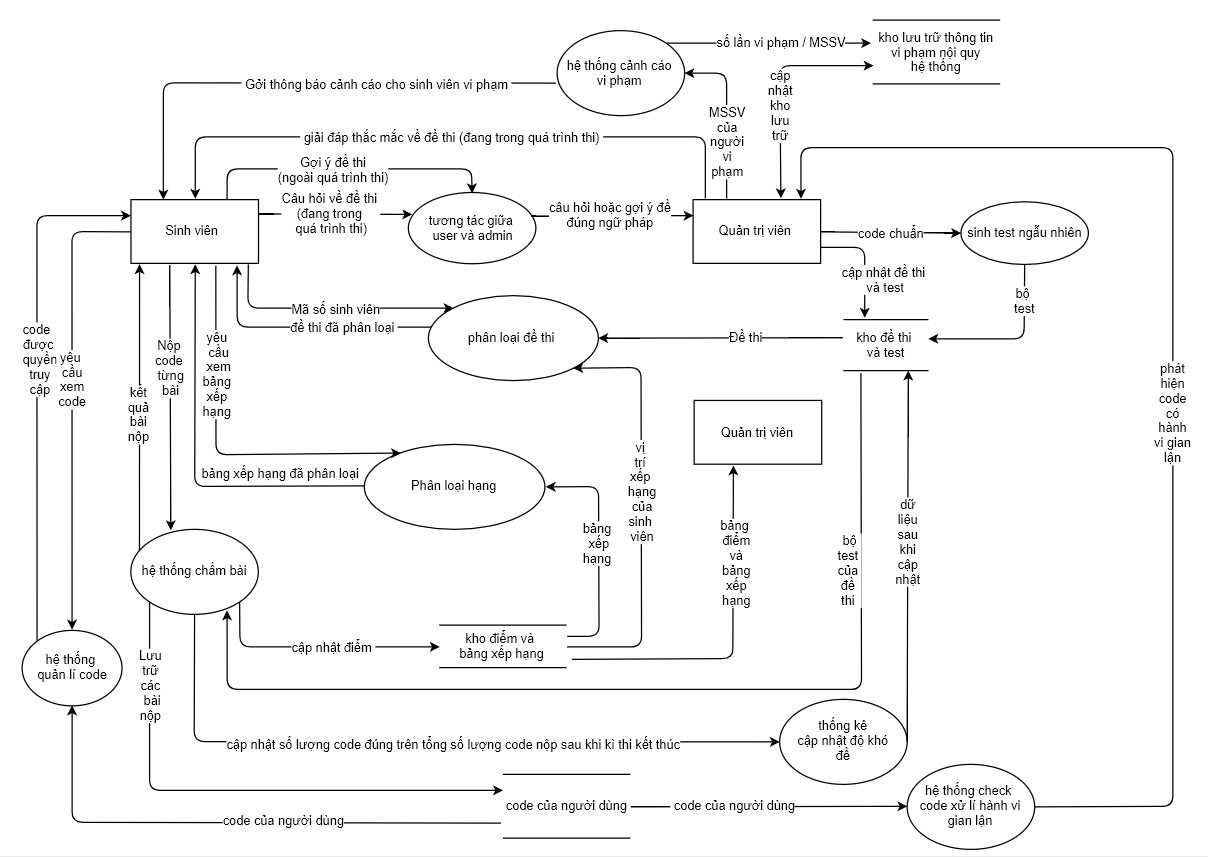 số lần vi phạm / MSSV
kho lưu trữ thông tin
vi phạm nội quy
hệ thống
hệ thống cảnh cáo
vi phạm
Gởi thông báo cảnh cáo cho sinh viên vi phạm
cập
nhật
kho
lưu
trữ
MSSV
của
người
vi
phạm
giải đáp thắc mắc về đề thi (đang trong quá trình thi)
Gợi ý đề thi
(ngoài quá trình thi)
Câu hỏi về đề thi
(đang trong
quá trình thi)
Sinh viên
tương tác giữa
user và admin
câu hỏi hoặc gợi ý đề
đúng ngữ pháp
Quản trị viên
code chuẩn
sinh test ngẫu nhiên
cập nhật đề thi
và test
bộ
test
Mã số sinh viên
đề thi đã phân loại
phân loại đề thi
Đề thi
kho đề thi
và test
code
được
quyền
truy
cập
yêu
cầu
xem
code
kết
quả
bài
nộp
Nộp
code
từng
bài
yêu
cầu
xem
bảng
xếp
hạng
phát
hiện
code
có
hành
vi gian
lận
Quản trị viên
bảng xếp hạng đã phân loại
Phân loại hạng
vị
trí
xếp
hạng
của
sinh
viên
bảng
xếp
hạng
bảng
điểm
và
bảng
xếp
hạng
bộ
test
của
đề
thi
dữ
liệu
sau
khi
cập
nhật
hệ thống chấm bài
cập nhật điểm
kho điểm và
bảng xếp hạng
hệ thống
quản lí code
Lưu
trữ
các
bài
nộp
cập nhật số lượng code đúng trên tổng số lượng code nộp sau khi kì thi kết thúc
thống kê
cập nhật độ khó
đề
code của người dùng
code của người dùng
hệ thống check
code xử lí hành vi
gian lận
code của người dùng